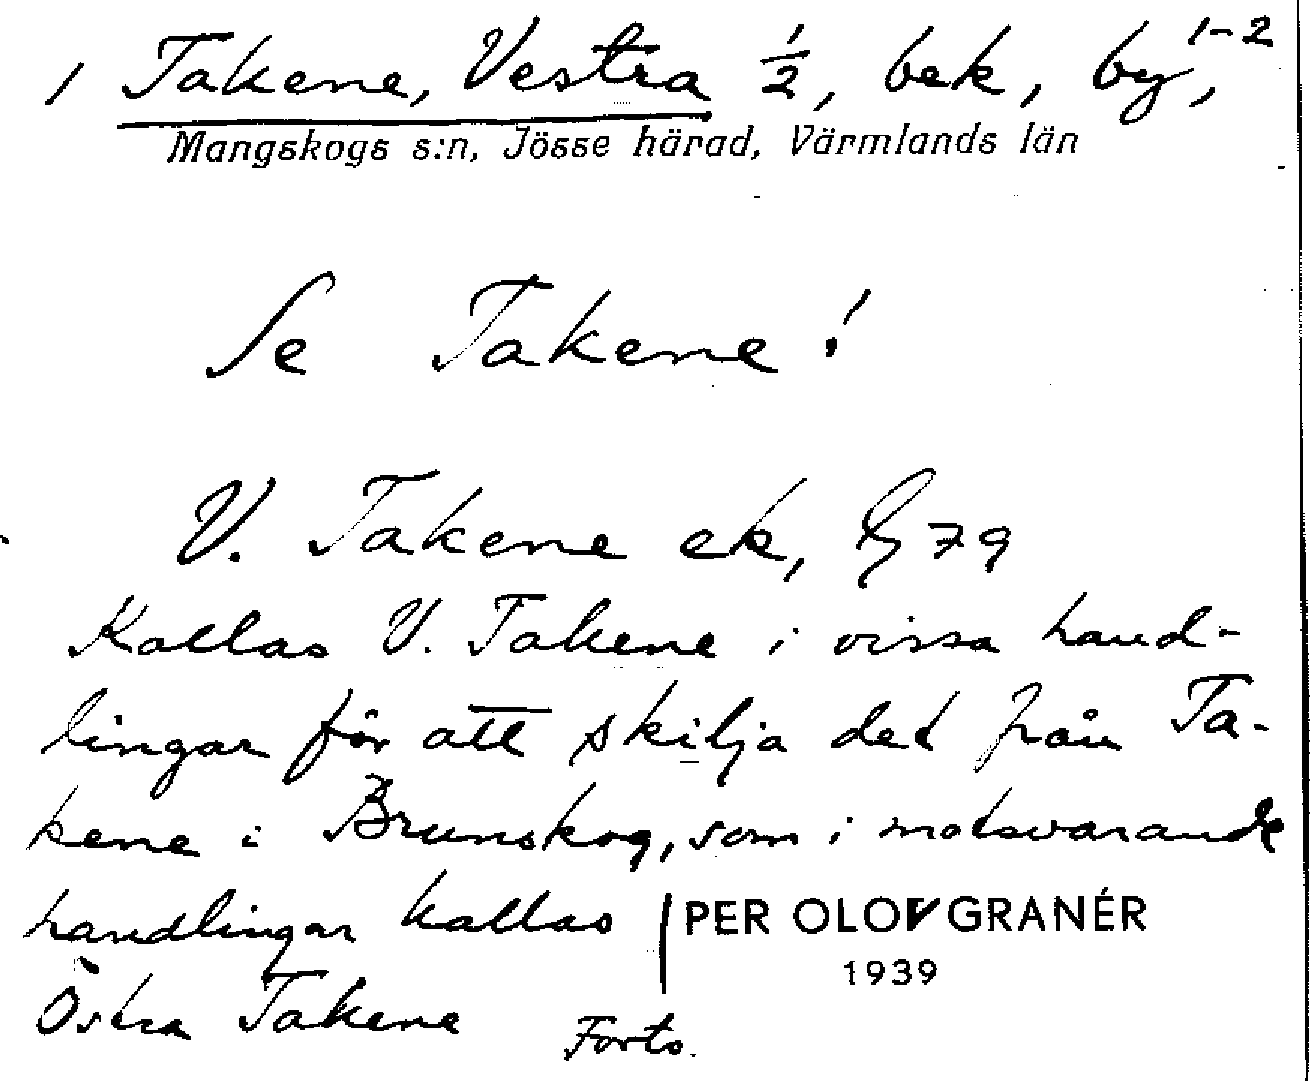 1 Takene, Vestra 1/2, bek, by, 1-2
Mangskogs s:n, Jösse härad, Värmlands län
Se Takene!
V. Takene ek, 79
Kallas V. Takene i vissa hand-
lingar för att skilja det från Ta-
kene i Brunskog, som i motsvarande
handlingar kallas
Östra Takene
PER OLOV GRANÉR
1939
Forts.